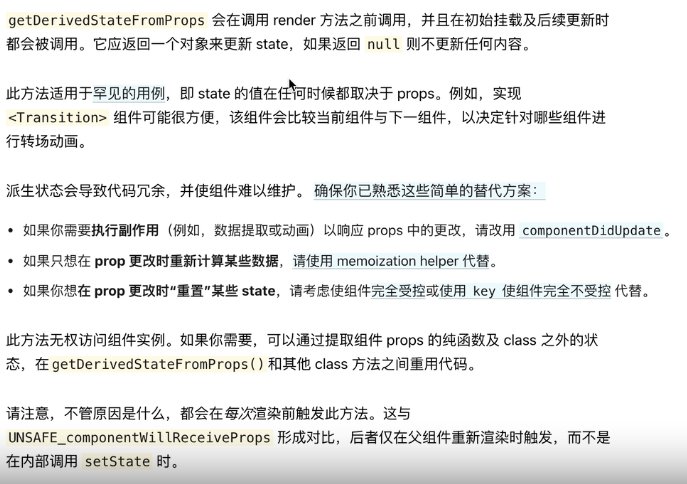 getDerivedStateFromProps 会在调用 render 方法之前调用，并且在初始挂载及后续更新时
都会被调用。它应返回一个对象来更新 state，如果返回 null 则不更新任何内容。
此方法适用于罕见的用例，即 state 的值在任何时候都取决于 props。例如，实现
<Transition> 组件可能很方便，该组件会比较当前组件与下一组件，以决定针对哪些组件进
行转场动画。
派生状态会导致代码冗余，并使组件难以维护。 确保你已熟悉这些简单的替代方案：
• 如果你需要执行副作用（例如，数据提取或动画）以响应 props 中的更改，请改用 componentDidUpdate。
• 如果只想在 prop 更改时重新计算某些数据，请使用 memoization helper 代替。
• 如果你想在 prop 更改时“重置”某些 state，请考虑使组件完全受控或使用 key 使组件完全不受控 代替。
此方法无权访问组件实例。如果你需要，可以通过提取组件 props 的纯函数及 class 之外的状
态，在getDerivedStateFromProps()和其他 class 方法之间重用代码。
请注意，不管原因是什么，都会在每次渲染前触发此方法。这与
UNSAFE_componentWillReceiveProps 形成对比，后者仅在父组件重新渲染时触发，而不是
在内部调用 setState 时。